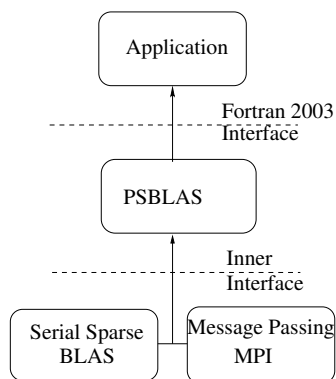 Application
Fortran 2003
Interface
PSBLAS
Inner
Interface
Serial Sparse
BLAS
Message Passing
MPI